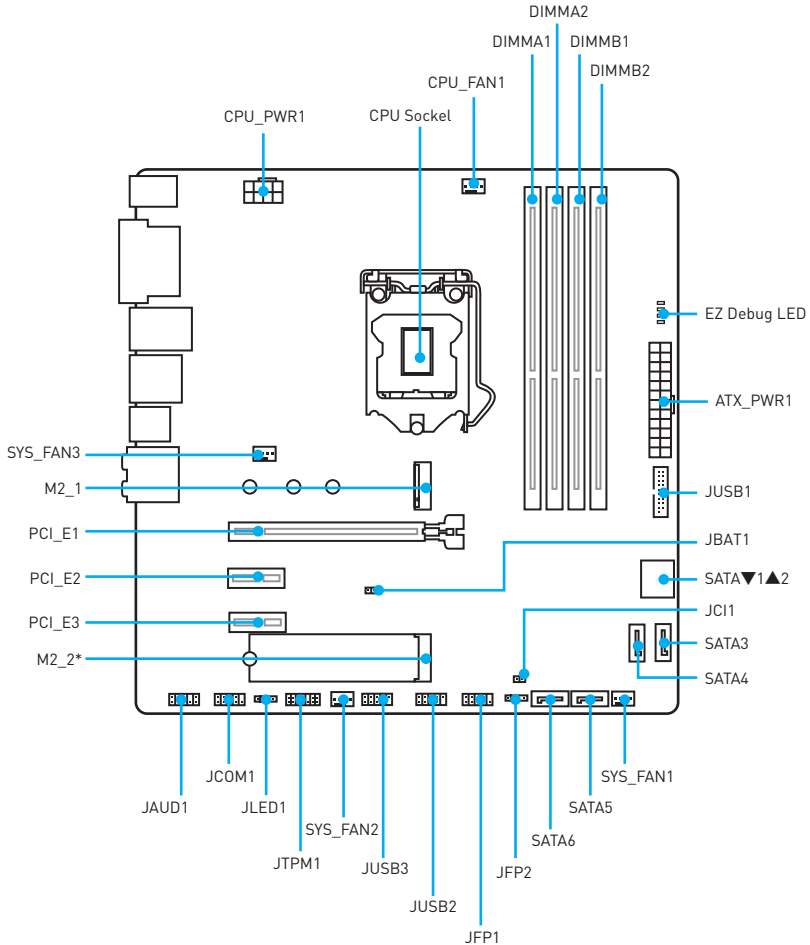 DIMMA2
DIMMA1 DIMMB1
DIMMB2
CPU_FAN1
CPU_PWR1
CPU Sockel
EZ Debug LED
ATX_PWR1
SYS_FAN3
M2_1
JUSB1
PCI_E1
JBAT1
PCI_E2
SATA▼1▲2
JCI1
PCI_E3
SATA3
M2_2*
SATA4
JCOM1
SYS_FAN1
JAUD1
JLED1
SATA5
SYS_FAN2
SATA6
JTPM1
JUSB3
JFP2
JUSB2
JFP1